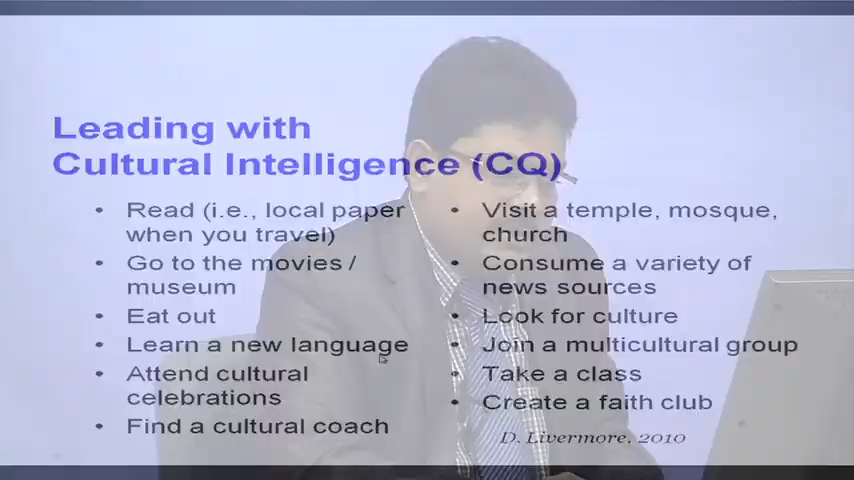 Leading with
Cultural Intelligence (CQ)
• Read (i.e., local paper
when you travel)
• Go to the movies /
museum
• Eat out
• Learn a new language
• Attend cultural
celebrations
• Find a cultural coach
• Visit a temple, mosque,
church
• Consume a variety of
news sources
• Look for culture
• Join a multicultural group
• Take a class
• Create a faith club
D. Livermore, 2010